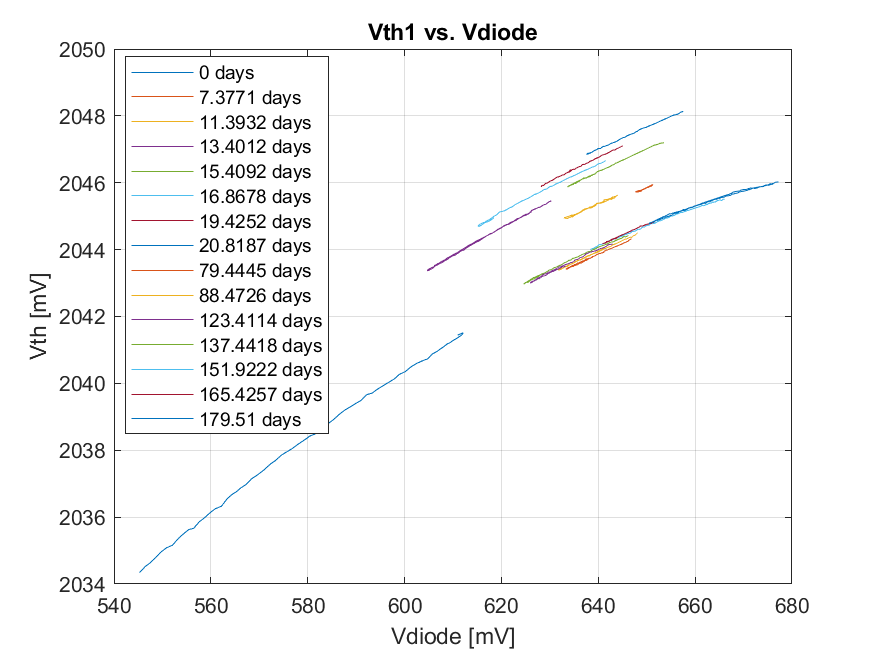 Vth1 vs. Vdiode
2050
2048
2046
2044
2042
2040
2038
2036
2034
Vth [mV]
0 days
7.3771 days
11.3932 days
13.4012 days
15.4092 days
16.8678 days
19.4252 days
20.8187 days
79.4445 days
88.4726 days
123.4114 days
137.4418 days
151.9222 days
165.4257 days
179.51 days
540 560 580 600 620 640 660 680
Vdiode [mV]